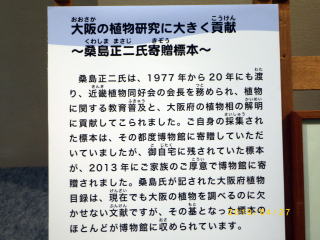 大阪の植物研究に大きく貢献
～桑島正二氏寄贈標本～
桑島正二氏は、1977年から20年にも渡
り、近畿植物同好会の会長を務められ、植物
に関する教育普及と、大阪府の植物相の解明
に貢献してこられました。ご自身の採集され
た標本は、その都度博物館に寄贈していただ
いていましたが、御自宅に残されていた標本
が、2013年にご家族のご厚意で博物館に寄
贈されました。桑島氏が記された大阪府植物
目録は、現在でも大阪の植物を調べるのに欠
かせない文献ですが、その基となった標本の
ほとんどが博物館に収められています。